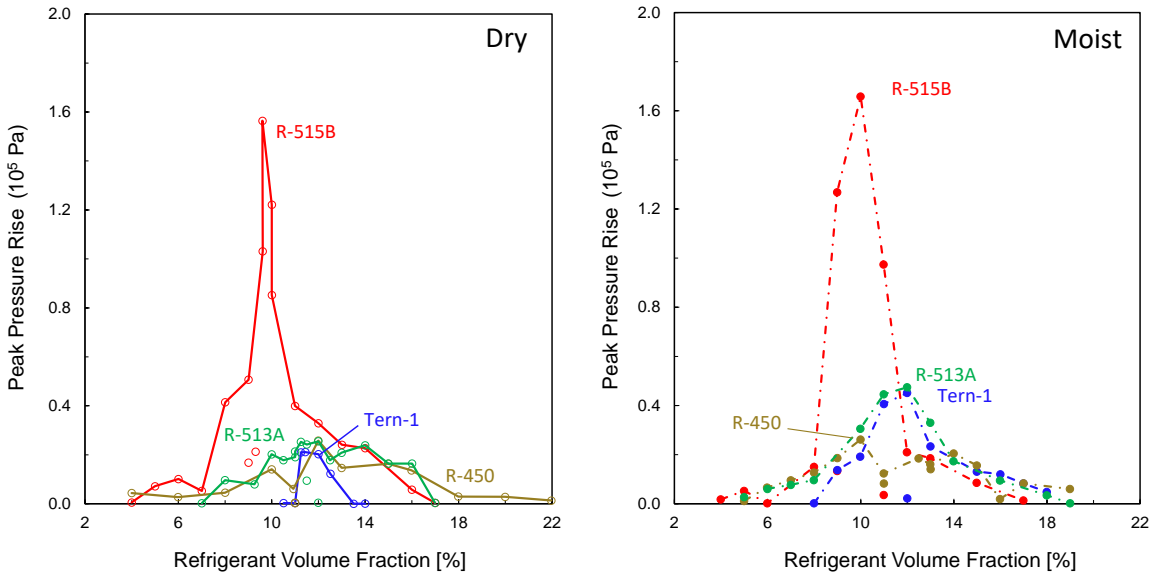 Dry
2.0
1.6
1.2
0.8
0.4
0.0
Peak Pressure Rise (10⁵ Pa)
R-515B
Tern-1
R-513A
R-450
2 6 10 14 18 22
Refrigerant Volume Fraction [%]
Moist
2.0
1.6
1.2
0.8
0.4
0.0
Peak Pressure Rise (10⁵ Pa)
R-515B
R-513A
Tern-1
R-450
2 6 10 14 18 22
Refrigerant Volume Fraction [%]